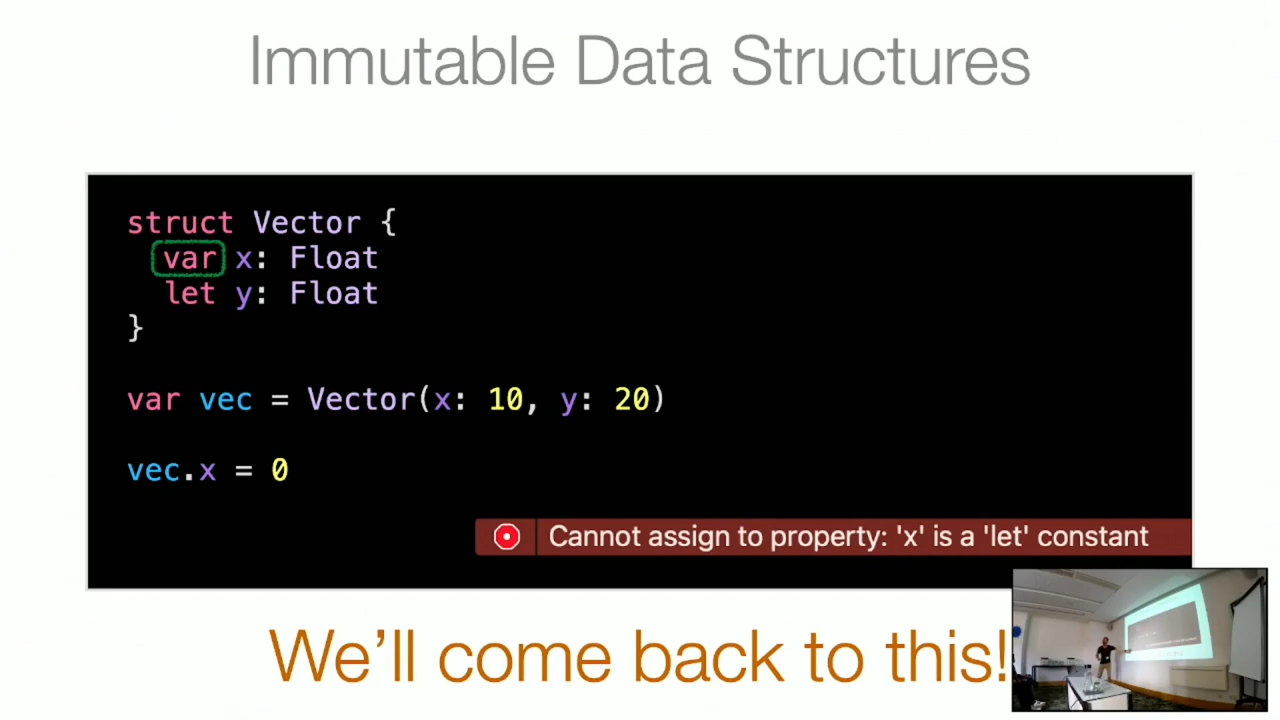 Immutable Data Structures
struct Vector {
  var x: Float
  let y: Float
}
var vec = Vector(x: 10, y: 20)
vec.x = 0
Cannot assign to property: 'x' is a 'let' constant
We’ll come back to this!